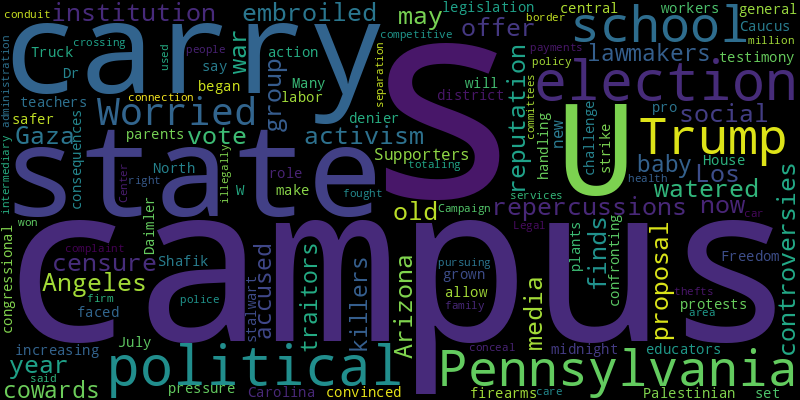 conduit institution embroiled may legislation central workers general
carry war offer border school Caucus million
Truck crossing people action competitive S lawmakers testimony
Dr used say group Many separation election payments policy
intermediary administration teachers began labor will reputation committees
safer connection Worried denier district U handling new challenge pro social
Gaza consequences parents vote activism strike Trump
state Center illegally North role Supporters totaling baby House Los
right W make fought health watered
won old Campaign services repercussions now car controversies
campus complaint Legal Freedom
congressional censure Daimler Shafik accused traitors killers Arizona pursuing grown media finds plants confronting proposal
Angeles firm police stalwart allow family thefts protests area
faced conceal
increasing July midnight educators
year said political Pennsylvania
cowards pressure Carolina convinced firearms care Palestinian set